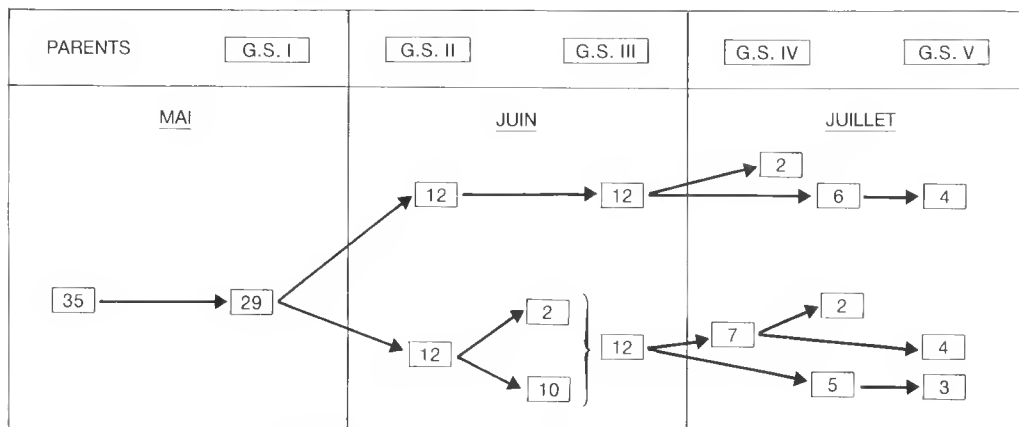 PARENTS G.S. I G.S. II G.S. III G.S. IV G.S. V
MAI JUIN JUILLET
2
12 12 6 4
35 29 2 2
12 12 7 4
10 5 3